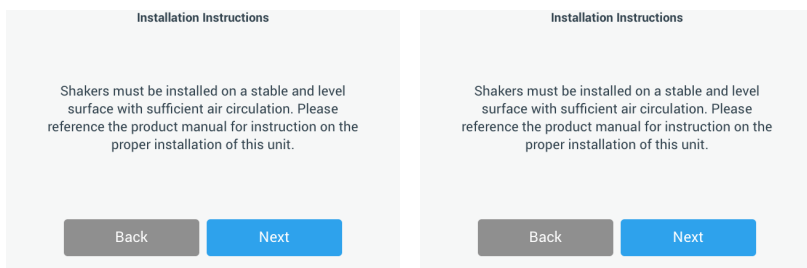 Installation Instructions
Shakers must be installed on a stable and level
surface with sufficient air circulation. Please
reference the product manual for instruction on the
proper installation of this unit.
Back
Next
Installation Instructions
Shakers must be installed on a stable and level
surface with sufficient air circulation. Please
reference the product manual for instruction on the
proper installation of this unit.
Back
Next